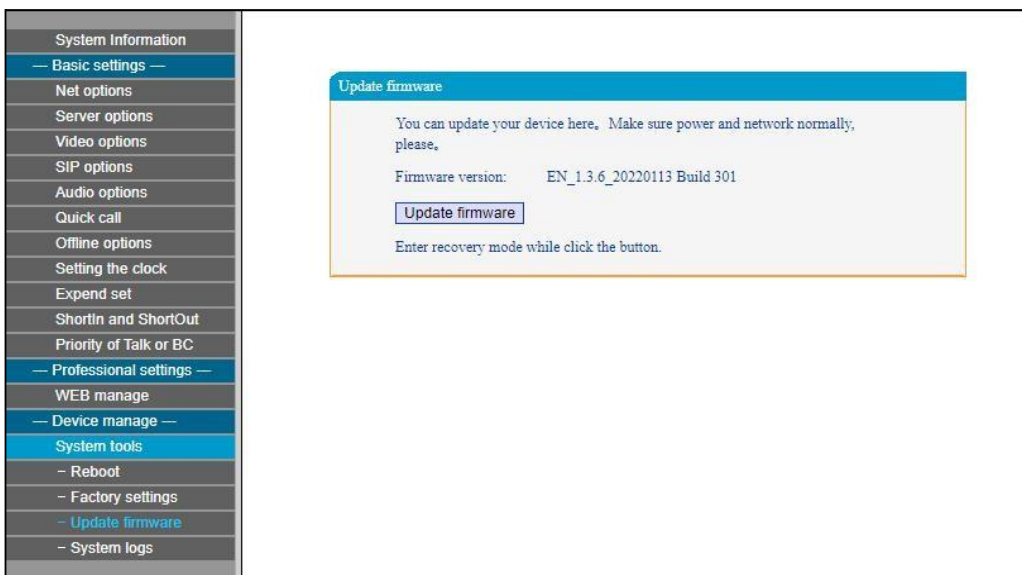 System Information
— Basic settings —
Net options
Server options
Video options
SIP options
Audio options
Quick call
Offline options
Setting the clock
Expend set
ShortIn and ShortOut
Priority of Talk or BC
— Professional settings —
WEB manage
— Device manage —
System tools
− Reboot
− Factory settings
− Update firmware
− System logs
Update firmware
You can update your device here。Make sure power and network normally,
please。
Firmware version: EN_1.3.6_20220113 Build 301
Update firmware
Enter recovery mode while click the button.